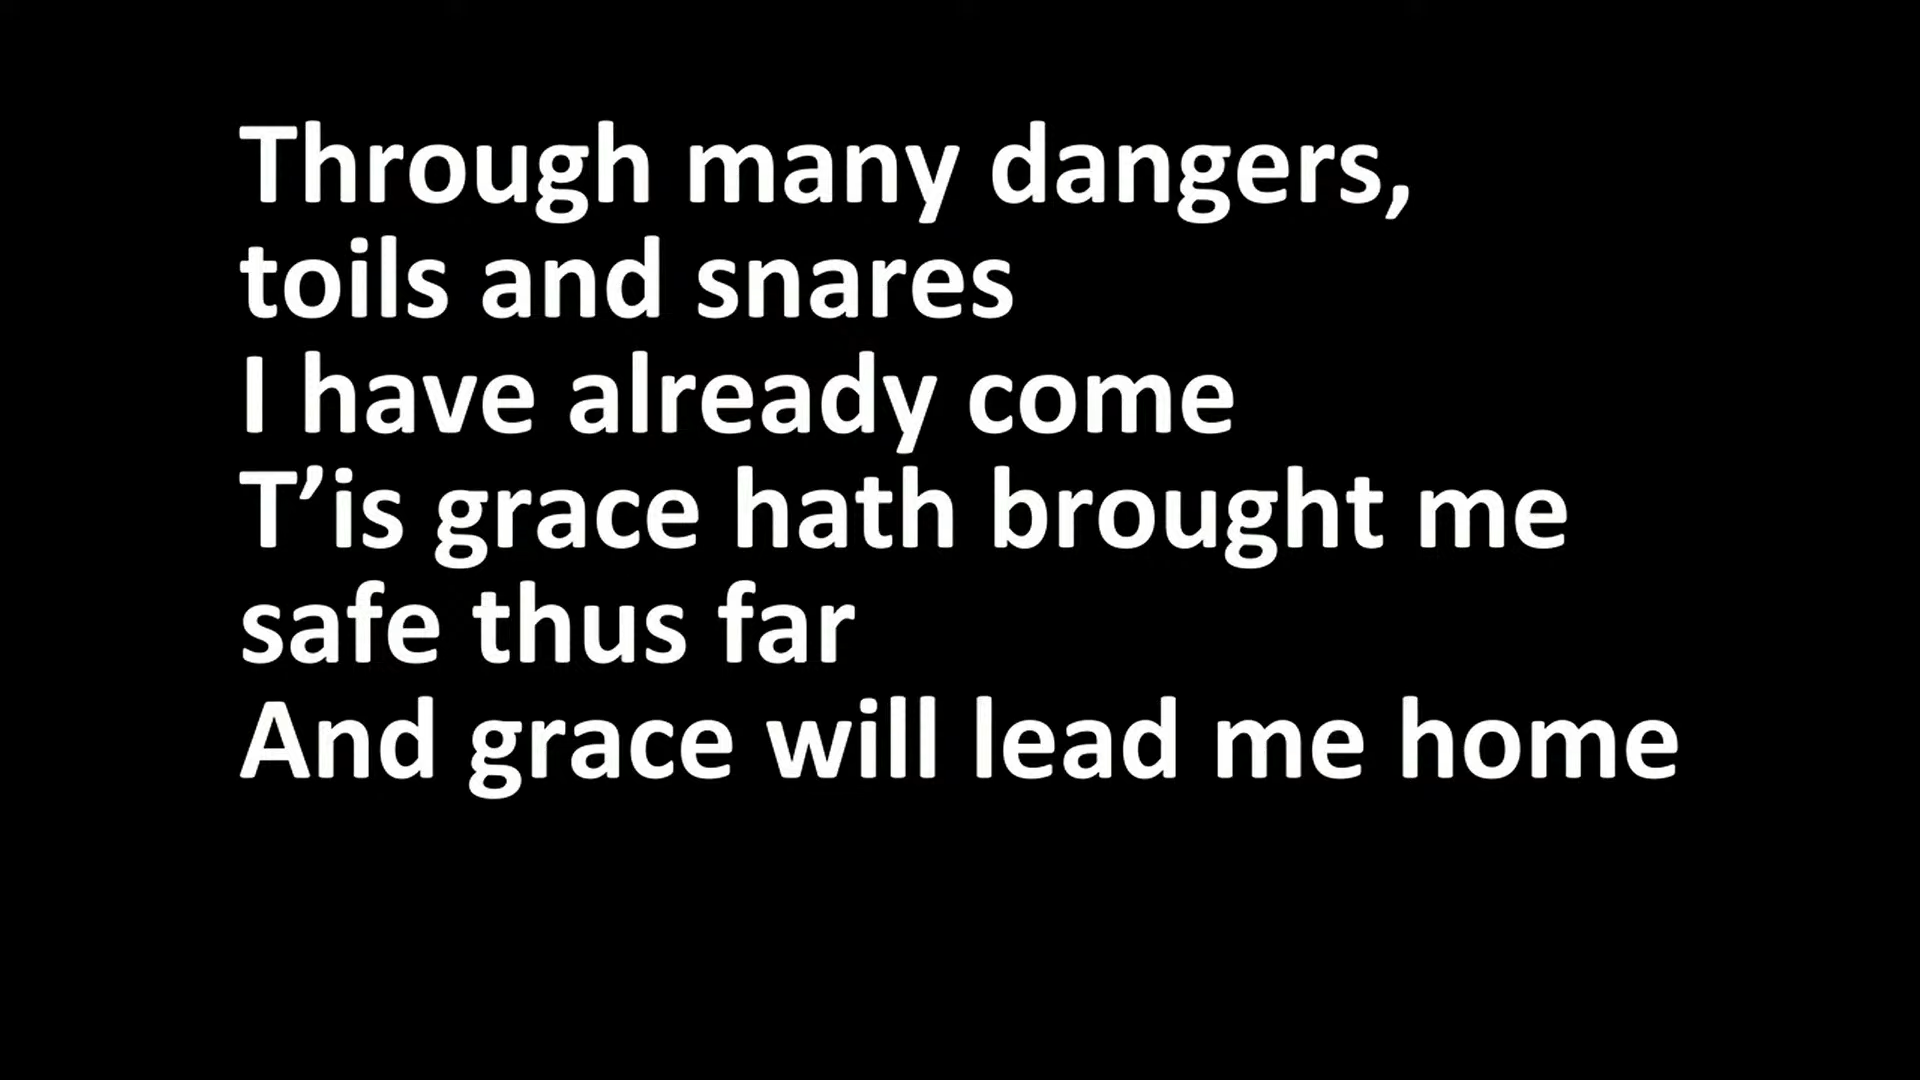 Through many dangers,
toils and snares
I have already come
T’is grace hath brought me
safe thus far
And grace will lead me home